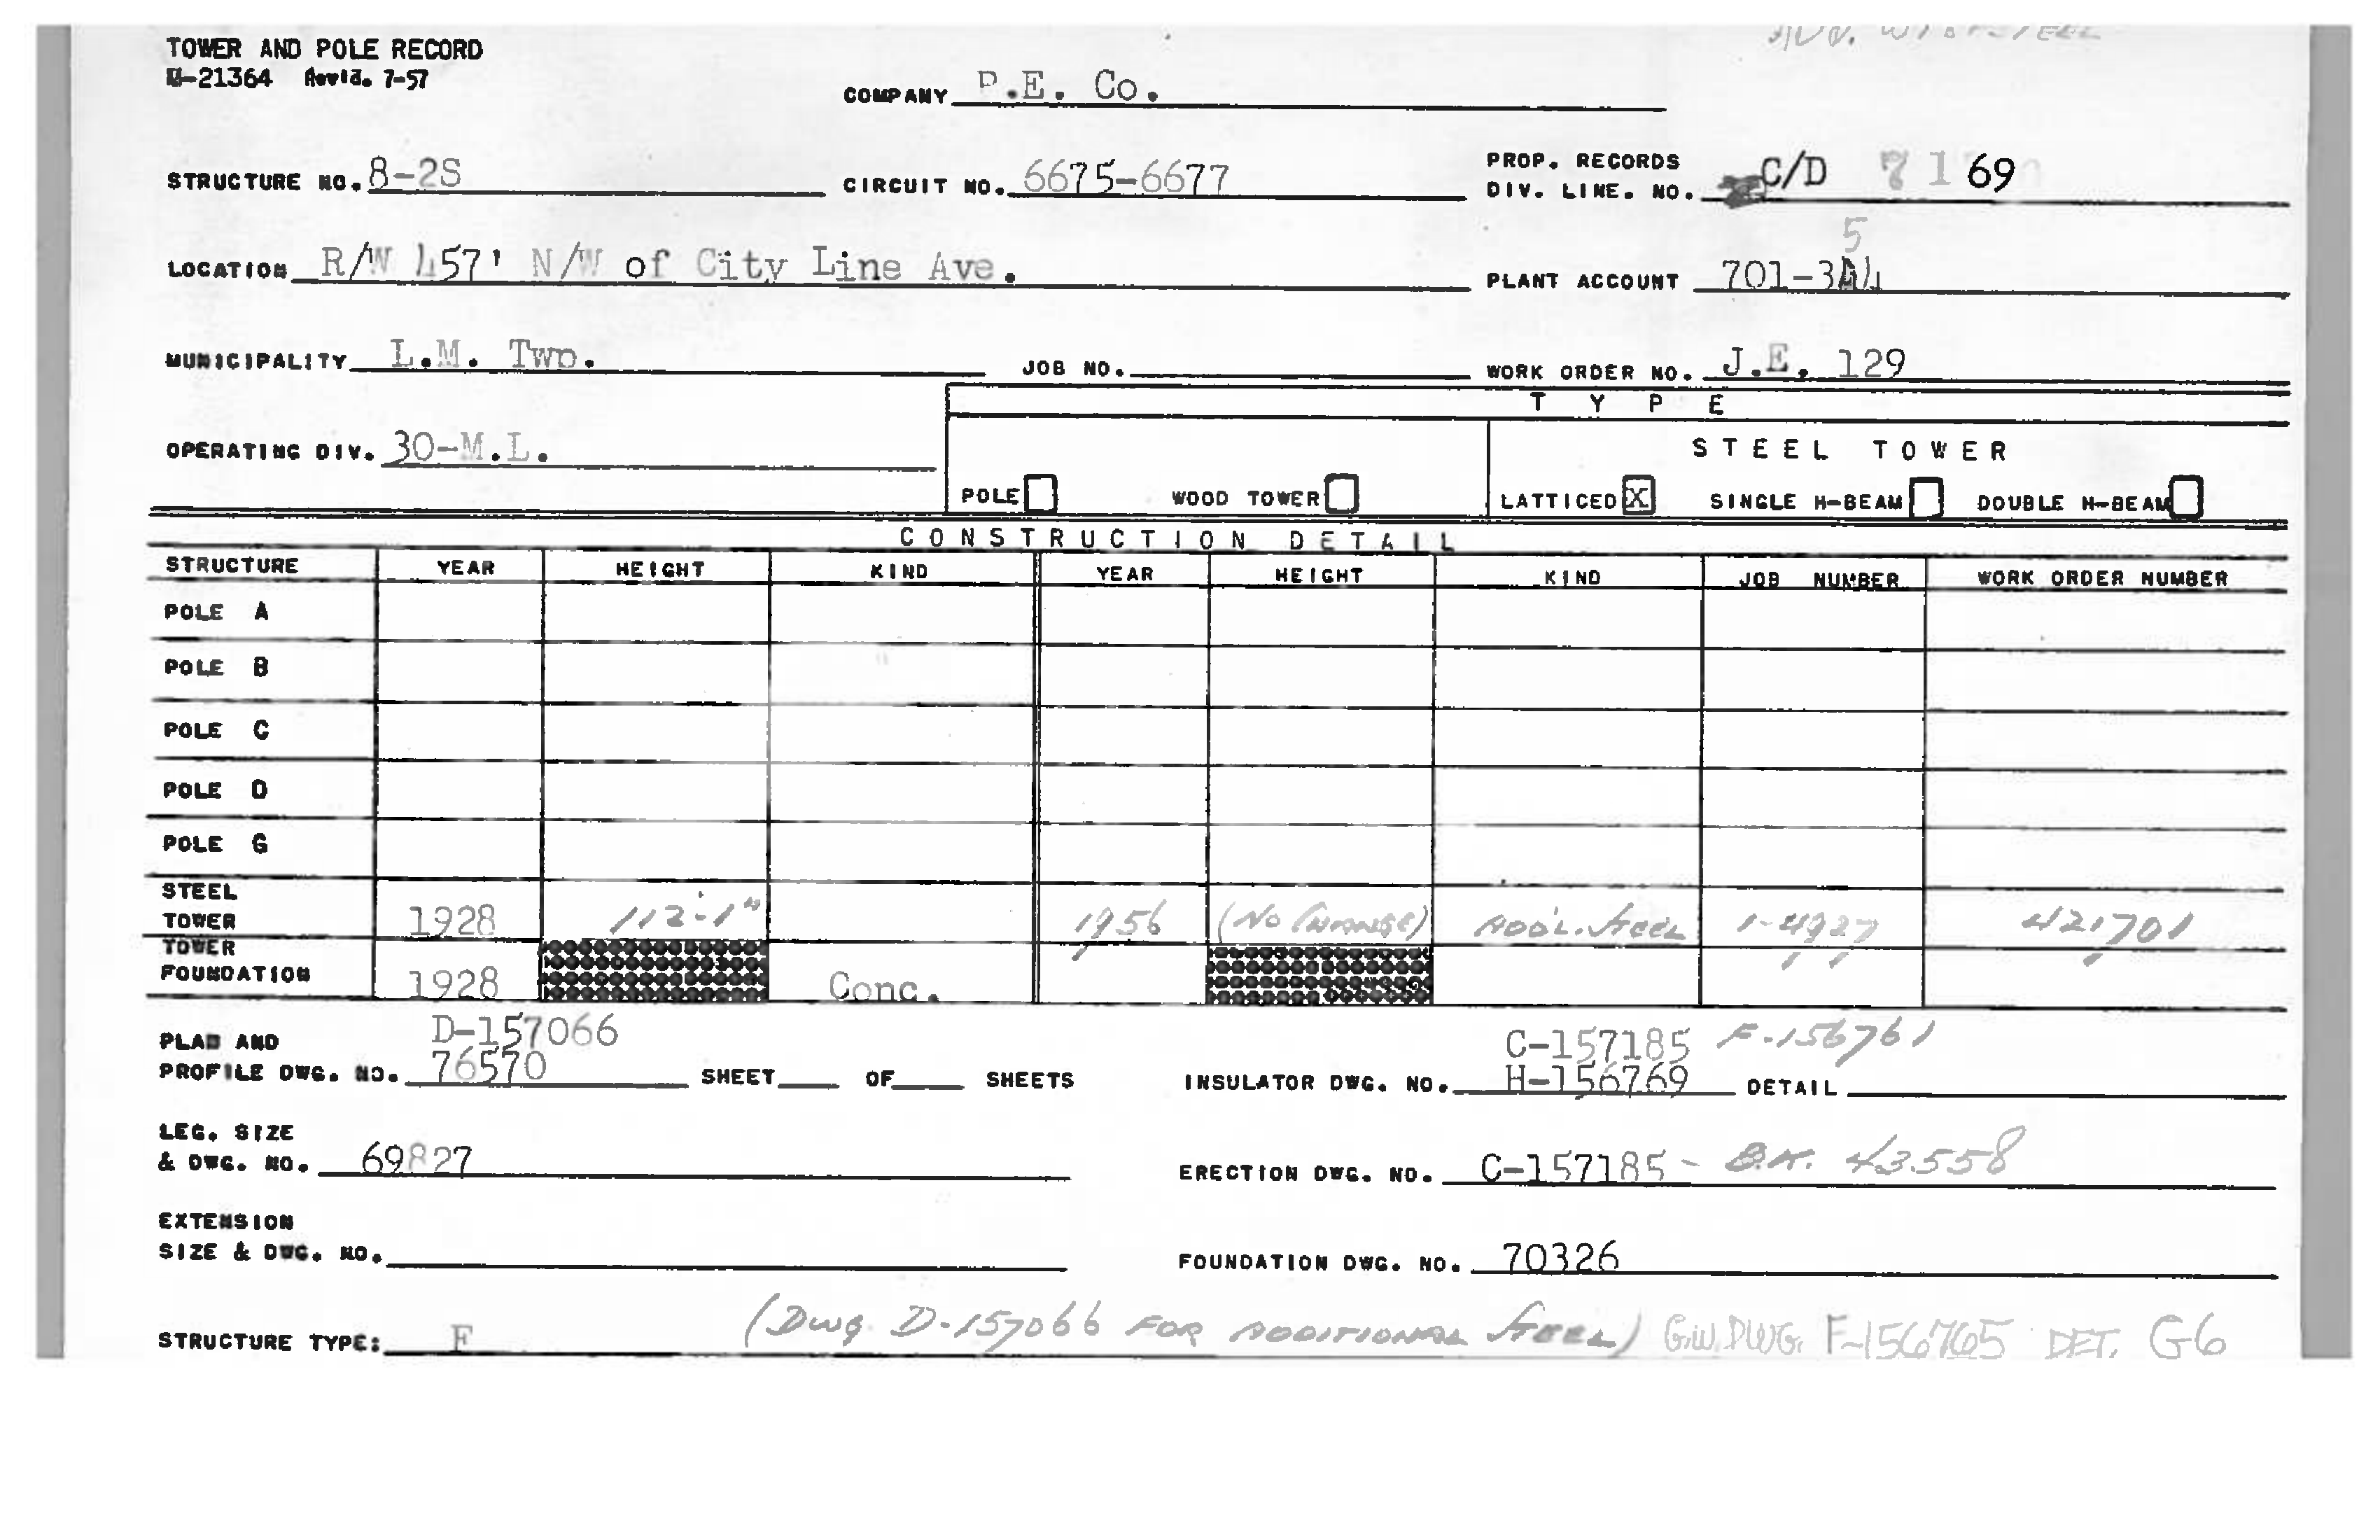 TOWER AND POLE RECORD
M-21364 Rev'd. 7-57
COMPANY P.E. Co.
STRUCTURE NO. 8-2S CIRCUIT NO. 6675-6677 PROP. RECORDS DIV. LINE. NO. C/D 71 69
LOCATION R/W 457' N/W of City Line Ave. PLANT ACCOUNT 701-3 5 4
MUNICIPALITY L.M. Twp. JOB NO. WORK ORDER NO. J.E. 129
TYPE
OPERATING DIV. 30-M.L.
STEEL TOWER
POLE WOOD TOWER LATTICED X SINGLE H-BEAM DOUBLE H-BEAM
CONSTRUCTION DETAIL
STRUCTURE YEAR HEIGHT KIND YEAR HEIGHT KIND JOB NUMBER WORK ORDER NUMBER
POLE A
POLE B
POLE C
POLE D
POLE G
STEEL TOWER 1928 112'-1" 1956 (No Change) Add'l. Steel 1-4927 421701
TOWER FOUNDATION 1928 Conc.
PLAN AND PROFILE DWG. NO. D-157066 76570 SHEET OF SHEETS
INSULATOR DWG. NO. C-157185 F-156761 H-156769 DETAIL
LEG. SIZE & DWG. NO. 69827
ERECTION DWG. NO. C-157185 - B.K. 43558
EXTENSION SIZE & DWG. NO.
FOUNDATION DWG. NO. 70326
STRUCTURE TYPE: F (Dwg D-157066 FOR ADDITIONAL STEEL) G.W. DWG. F-156765 DET. G6